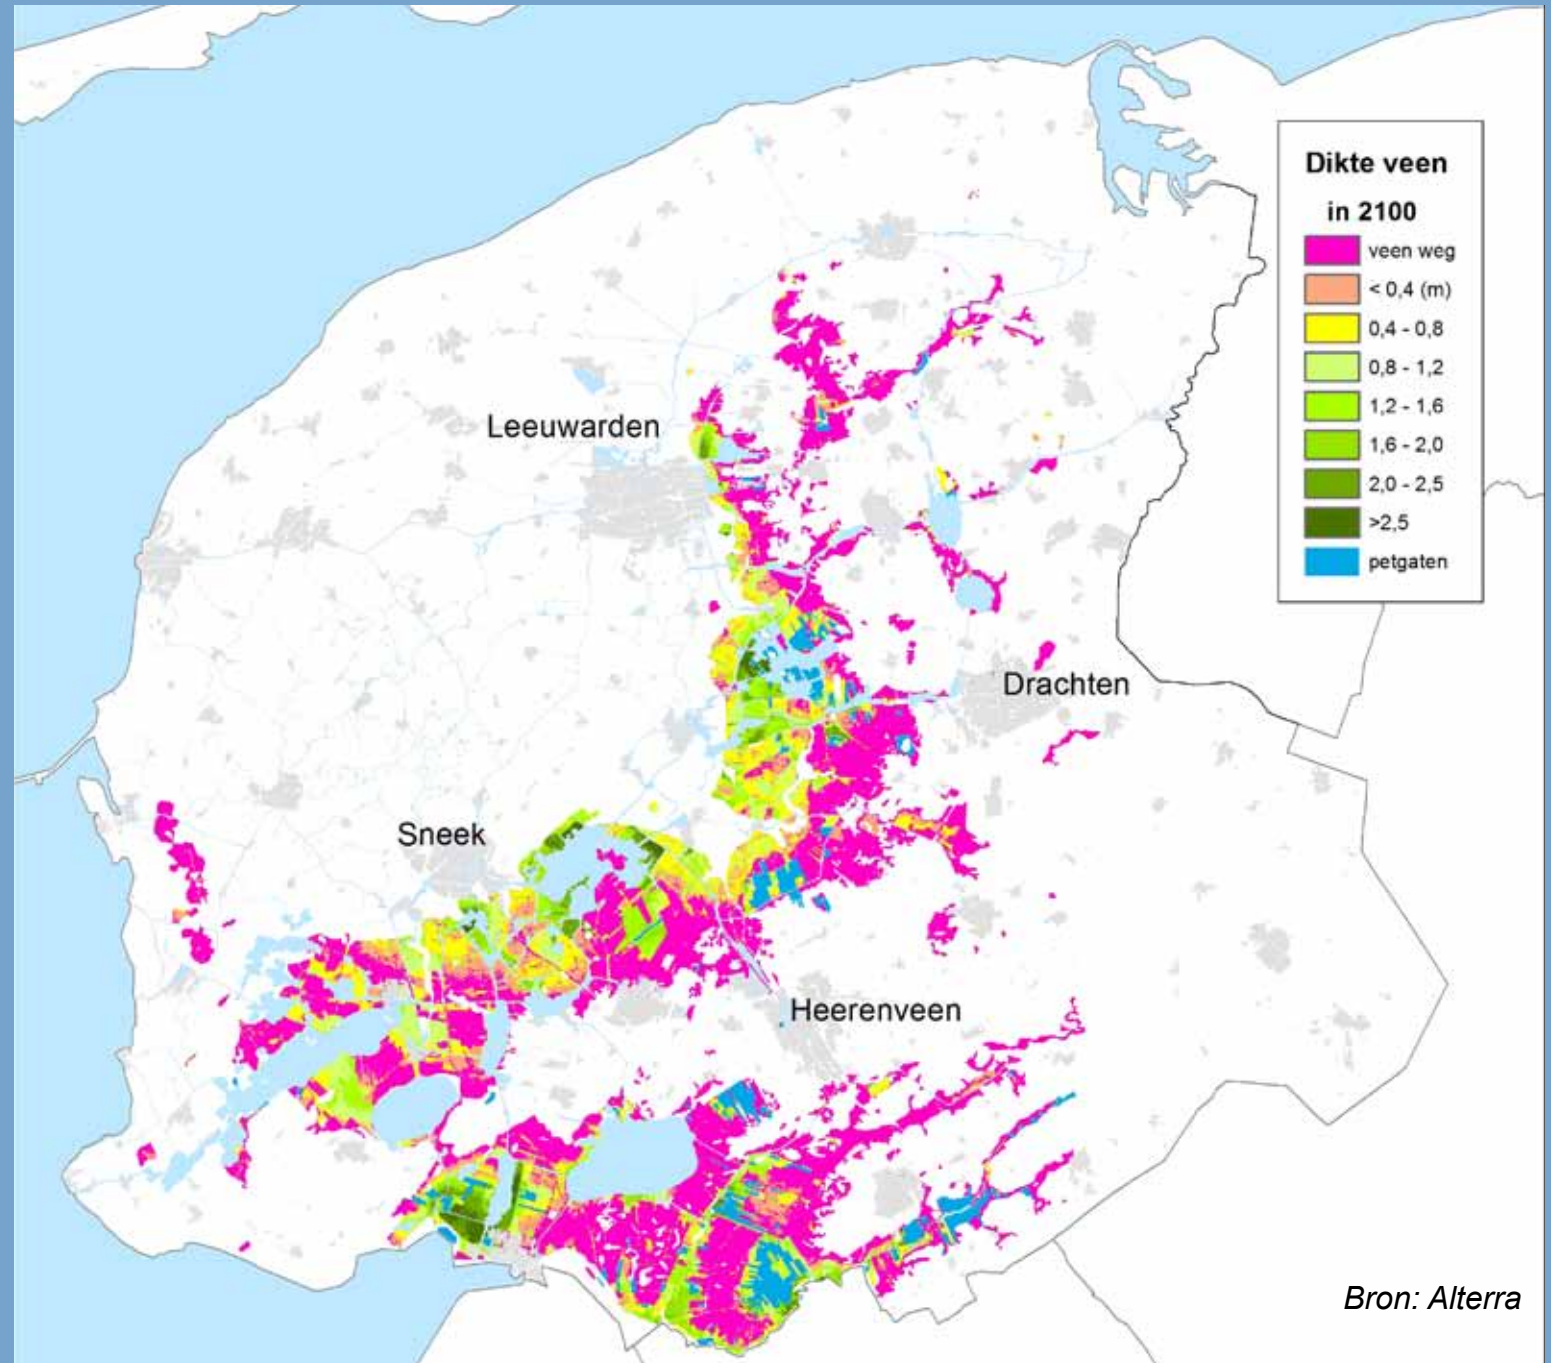 Dikte veen
in 2100
veen weg
< 0,4 (m)
0,4 - 0,8
0,8 - 1,2
1,2 - 1,6
1,6 - 2,0
2,0 - 2,5
>2,5
petgaten
Leeuwarden
Drachten
Sneek
Heerenveen
Bron: Alterra